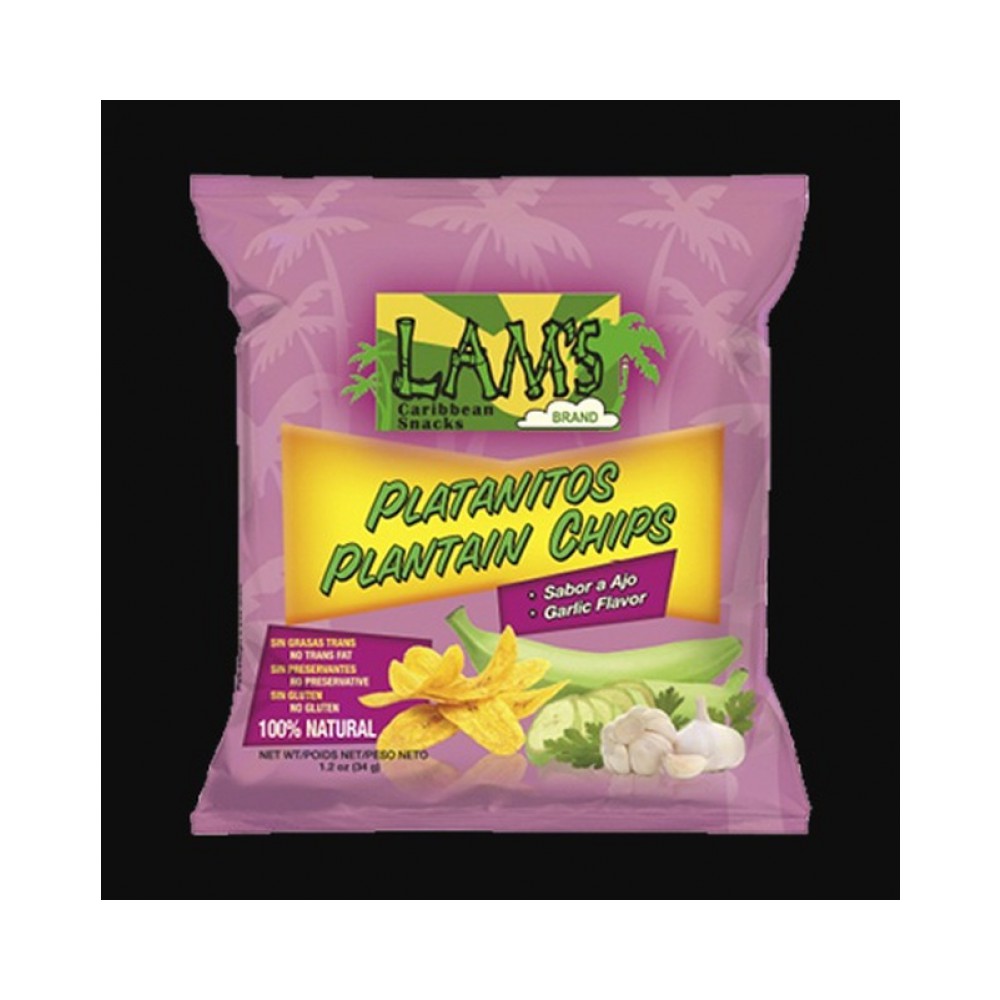 LAM'S
Caribbean
Snacks
BRAND
PLATANITOS
PLANTAIN CHIPS
• Sabor a Ajo
• Garlic Flavor
SIN GRASAS TRANS
NO TRANS FAT
SIN PRESERVANTES
NO PRESERVATIVE
SIN GLUTEN
NO GLUTEN
100% NATURAL
NET WT/POIDS NET/PESO NETO
1.2 oz (34 g)